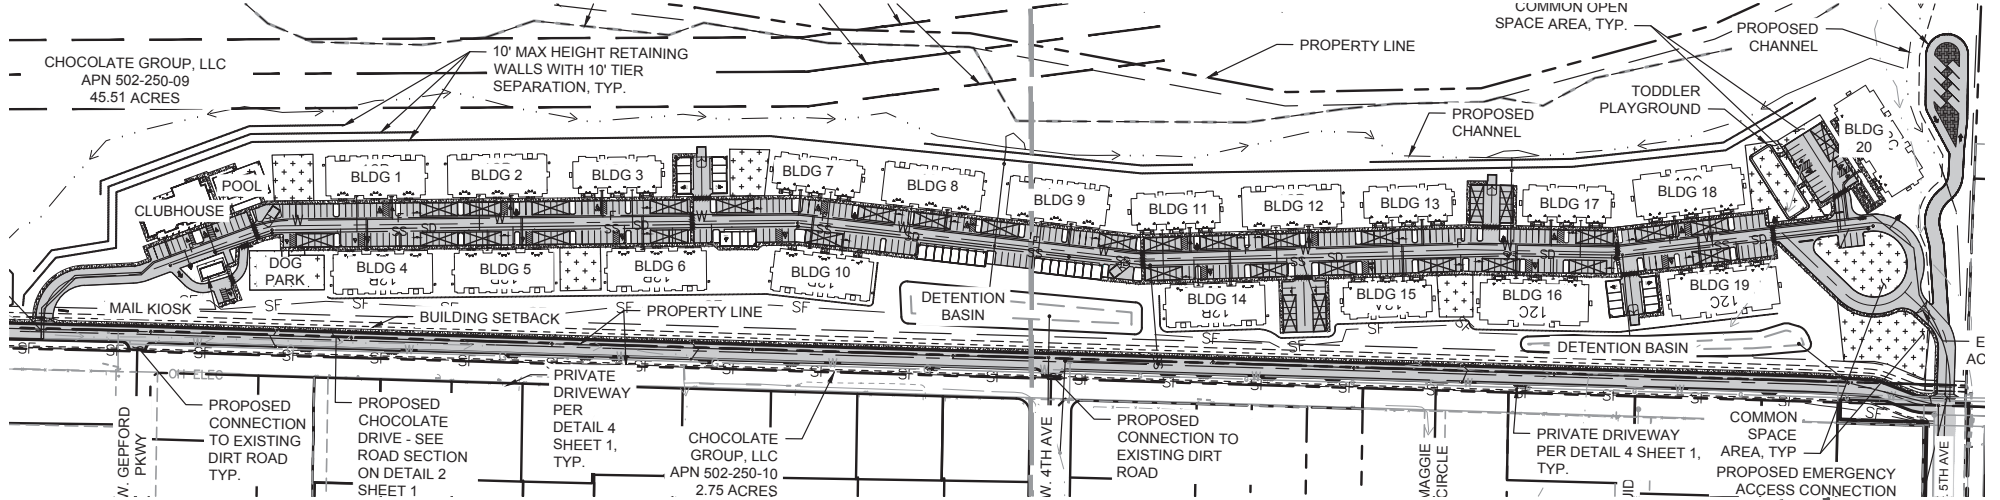 CHOCOLATE GROUP, LLC
APN 502-250-09
45.51 ACRES
10' MAX HEIGHT RETAINING
WALLS WITH 10' TIER
SEPARATION, TYP.
PROPERTY LINE
COMMON OPEN
SPACE AREA, TYP.
PROPOSED
CHANNEL
TODDLER
PLAYGROUND
PROPOSED
CHANNEL
BLDG
20
POOL
CLUBHOUSE
BLDG 1
BLDG 2
BLDG 3
BLDG 7
BLDG 8
BLDG 9
BLDG 11
BLDG 12
BLDG 13
BLDG 17
BLDG 18
DOG
PARK
BLDG 4
BLDG 5
BLDG 6
BLDG 10
BLDG 14
BLDG 15
BLDG 16
12C
BLDG 19
12C
MAIL KIOSK
SF
BUILDING SETBACK
PROPERTY LINE
SF
DETENTION
BASIN
DETENTION BASIN
OH ELEC
W. GEPFORD
PKWY
PROPOSED
CONNECTION
TO EXISTING
DIRT ROAD
TYP.
PROPOSED
CHOCOLATE
DRIVE - SEE
ROAD SECTION
ON DETAIL 2
SHEET 1
PRIVATE
DRIVEWAY
PER
DETAIL 4
SHEET 1,
TYP.
CHOCOLATE
GROUP, LLC
APN 502-250-10
2.75 ACRES
W. 4TH AVE
PROPOSED
CONNECTION TO
EXISTING DIRT
ROAD
MAGGIE
CIRCLE
PRIVATE DRIVEWAY
PER DETAIL 4 SHEET 1,
TYP.
COMMON
SPACE
AREA, TYP
PROPOSED EMERGENCY
ACCESS CONNECTION
5TH AVE